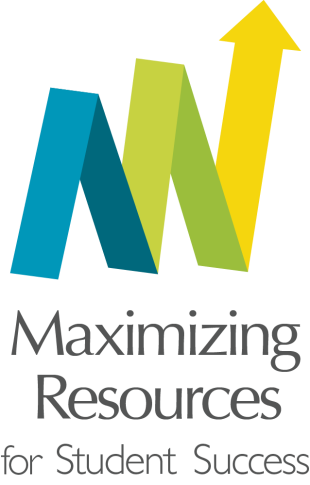 Maximizing
Resources
for Student Success